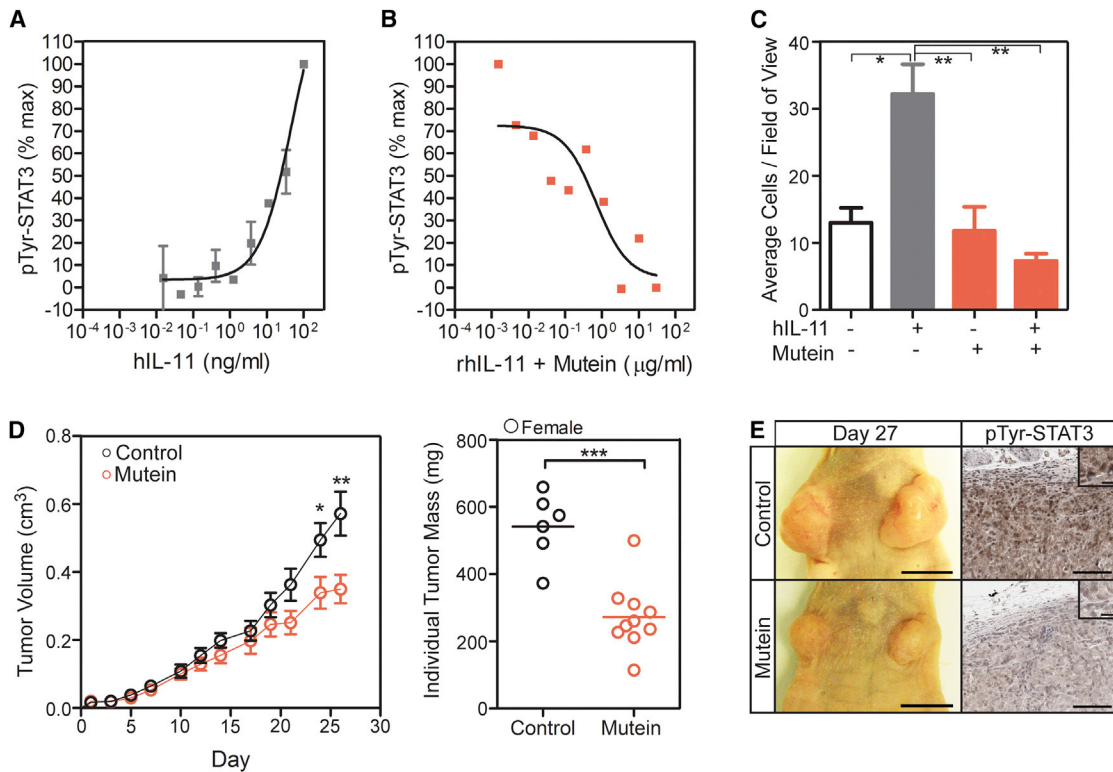 A
pTyr-STAT3 (% max)
110
100
90
80
70
60
50
40
30
20
10
0
-10
10⁻⁴ 10⁻³ 10⁻² 10⁻¹ 10⁰ 10¹ 10²
hIL-11 (ng/ml)
B
pTyr-STAT3 (% max)
110
100
90
80
70
60
50
40
30
20
10
0
-10
10⁻⁴ 10⁻³ 10⁻² 10⁻¹ 10⁰ 10¹ 10²
rhIL-11 + Mutein (μg/ml)
C
Average Cells / Field of View
40
30
20
10
0
* ** **
hIL-11 - + - +
Mutein - - + +
D
Tumor Volume (cm³)
0.8
0.6
0.4
0.2
0.0
Control
Mutein
* **
0 5 10 15 20 25 30
Day
Female
Individual Tumor Mass (mg)
800
600
400
200
0
***
Control Mutein
E
Day 27 pTyr-STAT3
Control
Mutein